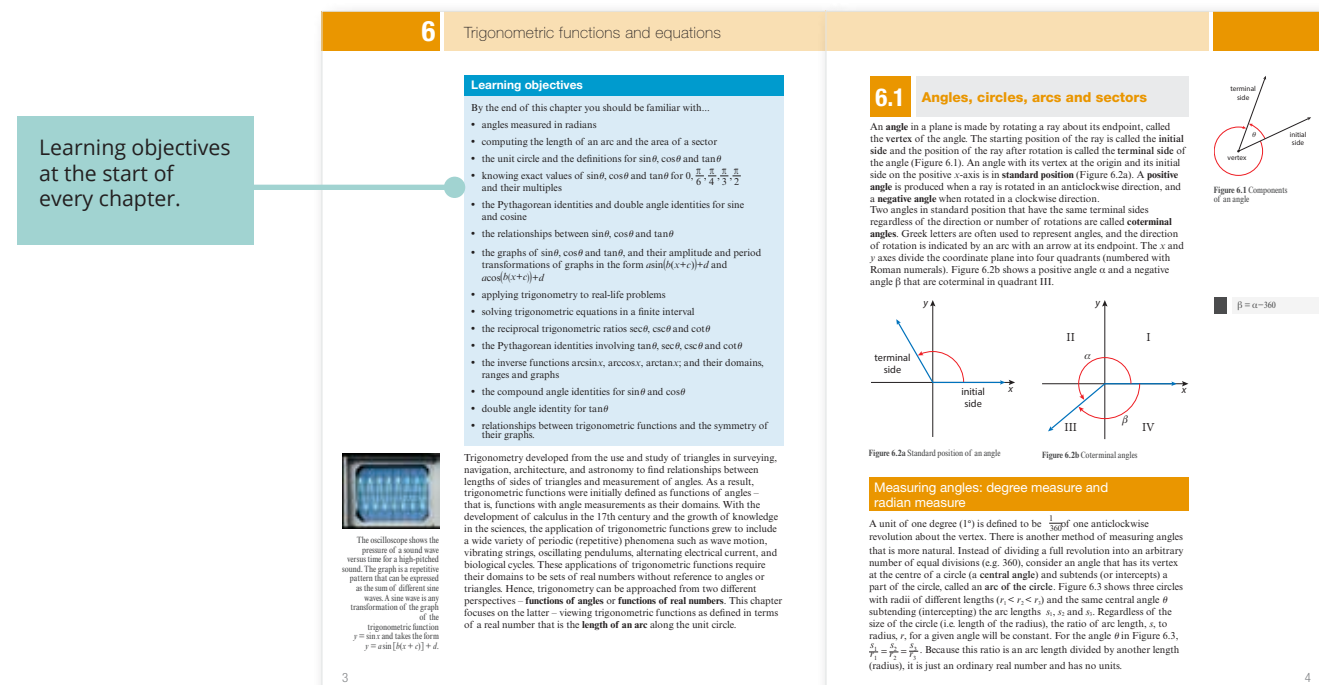 Learning objectives
at the start of
every chapter.
6
Trigonometric functions and equations
Learning objectives
By the end of this chapter you should be familiar with...
• angles measured in radians
• computing the length of an arc and the area of a sector
• the unit circle and the definitions for sinθ, cosθ and tanθ
• knowing exact values of sinθ, cosθ and tanθ for 0, π/6, π/4, π/3, π/2
and their multiples
• the Pythagorean identities and double angle identities for sine
and cosine
• the relationships between sinθ, cosθ and tanθ
• the graphs of sinθ, cosθ and tanθ, and their amplitude and period
transformations of graphs in the form asin(b(x+c))+d and
acos(b(x+c))+d
• applying trigonometry to real-life problems
• solving trigonometric equations in a finite interval
• the reciprocal trigonometric ratios secθ, cscθ and cotθ
• the Pythagorean identities involving tanθ, secθ, cscθ and cotθ
• the inverse functions arcsinx, arccosx, arctanx; and their domains,
ranges and graphs
• the compound angle identities for sinθ and cosθ
• double angle identity for tanθ
• relationships between trigonometric functions and the symmetry of
their graphs.
Trigonometry developed from the use and study of triangles in surveying,
navigation, architecture, and astronomy to find relationships between
lengths of sides of triangles and measurement of angles. As a result,
trigonometric functions were initially defined as functions of angles –
that is, functions with angle measurements as their domains. With the
development of calculus in the 17th century and the growth of knowledge
in the sciences, the application of trigonometric functions grew to include
a wide variety of periodic (repetitive) phenomena such as wave motion,
vibrating strings, oscillating pendulums, alternating electrical current, and
biological cycles. These applications of trigonometric functions require
their domains to be sets of real numbers without reference to angles or
triangles. Hence, trigonometry can be approached from two different
perspectives – functions of angles or functions of real numbers. This chapter
focuses on the latter – viewing trigonometric functions as defined in terms
of a real number that is the length of an arc along the unit circle.
The oscilloscope shows the
pressure of a sound wave
versus time for a high-pitched
sound. The graph is a repetitive
pattern that can be expressed
as the sum of different sine
waves. A sine wave is any
transformation of the graph
of the
trigonometric function
y = sin x and takes the form
y = asin[b(x+c)]+d.
3
6.1
Angles, circles, arcs and sectors
An angle in a plane is made by rotating a ray about its endpoint, called
the vertex of the angle. The starting position of the ray is called the initial
side and the position of the ray after rotation is called the terminal side of
the angle (Figure 6.1). An angle with its vertex at the origin and its initial
side on the positive x-axis is in standard position (Figure 6.2a). A positive
angle is produced when a ray is rotated in an anticlockwise direction, and
a negative angle when rotated in a clockwise direction.
Two angles in standard position that have the same terminal sides
regardless of the direction or number of rotations are called coterminal
angles. Greek letters are often used to represent angles, and the direction
of rotation is indicated by an arc with an arrow at its endpoint. The x and
y axes divide the coordinate plane into four quadrants (numbered with
Roman numerals). Figure 6.2b shows a positive angle α and a negative
angle β that are coterminal in quadrant III.
terminal
side
θ
initial
side
vertex
Figure 6.1 Components
of an angle
β = α−360
y
terminal
side
initial
side
x
Figure 6.2a Standard position of an angle
y
II
I
α
x
III
β
IV
Figure 6.2b Coterminal angles
Measuring angles: degree measure and
radian measure
A unit of one degree (1°) is defined to be 1/360 of one anticlockwise
revolution about the vertex. There is another method of measuring angles
that is more natural. Instead of dividing a full revolution into an arbitrary
number of equal divisions (e.g. 360), consider an angle that has its vertex
at the centre of a circle (a central angle) and subtends (or intercepts) a
part of the circle, called an arc of the circle. Figure 6.3 shows three circles
with radii of different lengths (r₁ < r₂ < r₃) and the same central angle θ
subtending (intercepting) the arc lengths s₁, s₂ and s₃. Regardless of the
size of the circle (i.e. length of the radius), the ratio of arc length, s, to
radius, r, for a given angle will be constant. For the angle θ in Figure 6.3,
s₁/r₁ = s₂/r₂ = s₃/r₃. Because this ratio is an arc length divided by another length
(radius), it is just an ordinary real number and has no units.
4